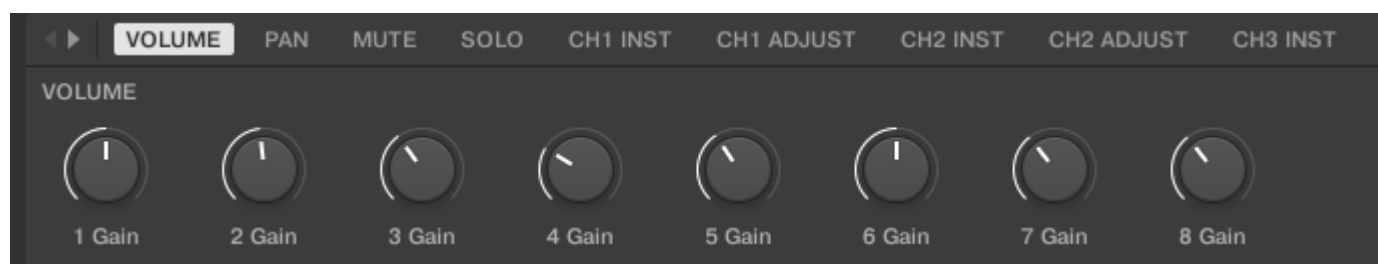 VOLUME PAN MUTE SOLO CH1 INST CH1 ADJUST CH2 INST CH2 ADJUST CH3 INST
VOLUME
1 Gain 2 Gain 3 Gain 4 Gain 5 Gain 6 Gain 7 Gain 8 Gain